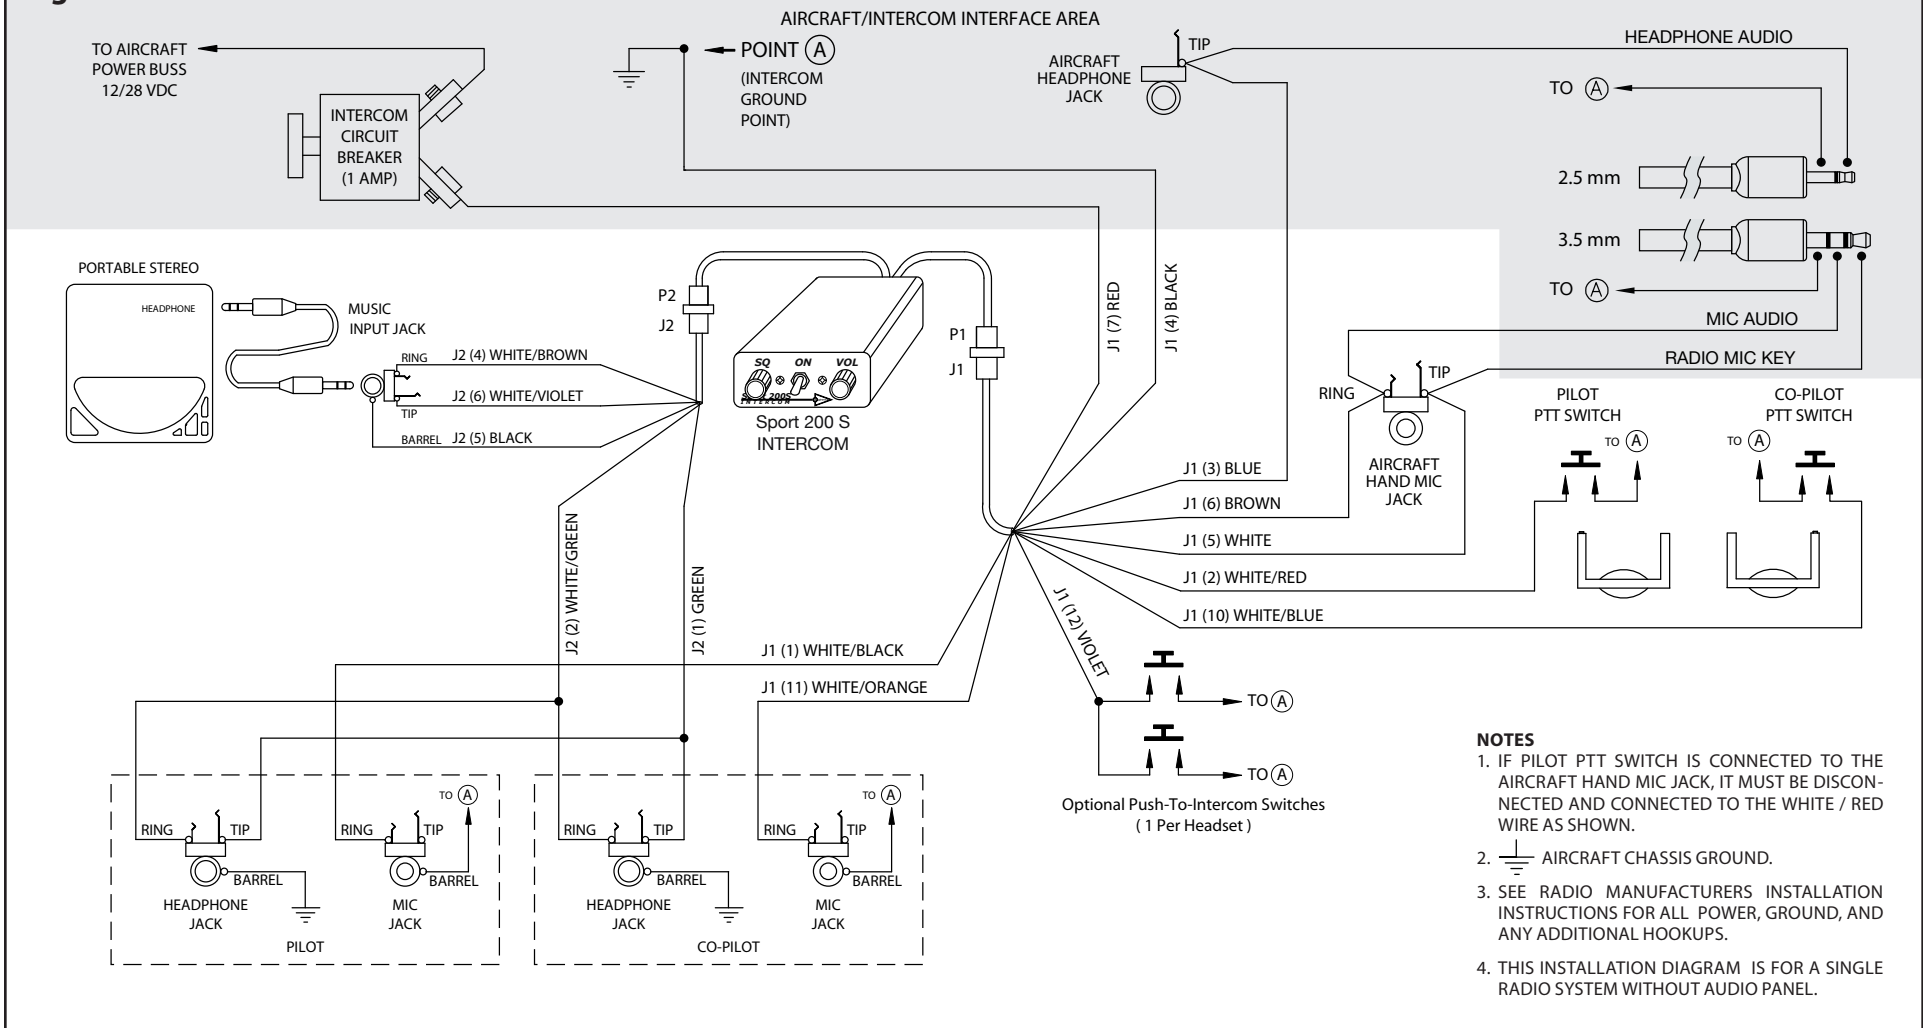 AIRCRAFT/INTERCOM INTERFACE AREA
TO AIRCRAFT
POWER BUSS
12/28 VDC
INTERCOM
CIRCUIT
BREAKER
(1 AMP)
POINT A
(INTERCOM
GROUND
POINT)
AIRCRAFT
HEADPHONE
JACK
TIP
HEADPHONE AUDIO
TO A
2.5 mm
3.5 mm
TO A
MIC AUDIO
RADIO MIC KEY
PORTABLE STEREO
HEADPHONE
MUSIC
INPUT JACK
RING
J2 (4) WHITE/BROWN
J2 (6) WHITE/VIOLET
TIP
BARREL
J2 (5) BLACK
P2
J2
SQ
ON
VOL
INTERCOM
Sport 200 S
INTERCOM
P1
J1
J1 (7) RED
J1 (4) BLACK
RING
TIP
AIRCRAFT
HAND MIC
JACK
PILOT
PTT SWITCH
TO A
CO-PILOT
PTT SWITCH
TO A
J1 (3) BLUE
J1 (6) BROWN
J1 (5) WHITE
J1 (2) WHITE/RED
J1 (10) WHITE/BLUE
J1 (12) VIOLET
J2 (2) WHITE/GREEN
J2 (1) GREEN
J1 (1) WHITE/BLACK
J1 (11) WHITE/ORANGE
TO A
TO A
Optional Push-To-Intercom Switches
( 1 Per Headset )
RING
TIP
BARREL
HEADPHONE
JACK
RING
TIP
TO A
BARREL
MIC
JACK
PILOT
RING
TIP
BARREL
HEADPHONE
JACK
RING
TIP
TO A
BARREL
MIC
JACK
CO-PILOT
NOTES
1. IF PILOT PTT SWITCH IS CONNECTED TO THE
AIRCRAFT HAND MIC JACK, IT MUST BE DISCON-
NECTED AND CONNECTED TO THE WHITE / RED
WIRE AS SHOWN.
2. AIRCRAFT CHASSIS GROUND.
3. SEE RADIO MANUFACTURERS INSTALLATION
INSTRUCTIONS FOR ALL POWER, GROUND, AND
ANY ADDITIONAL HOOKUPS.
4. THIS INSTALLATION DIAGRAM IS FOR A SINGLE
RADIO SYSTEM WITHOUT AUDIO PANEL.